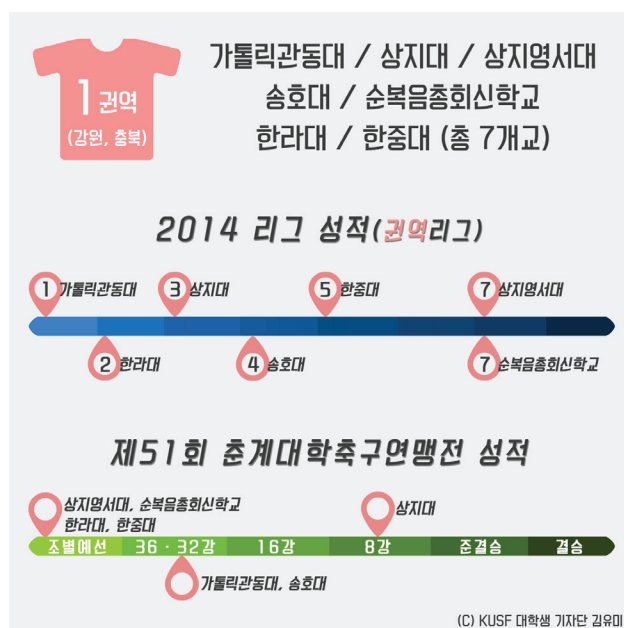 1 권역
(강원, 충북)
가톨릭관동대 / 상지대 / 상지영서대
송호대 / 순복음총회신학교
한라대 / 한중대 (총 7개교)
2014 리그 성적(권역리그)
1 가톨릭관동대
3 상지대
5 한중대
7 상지영서대
2 한라대
4 송호대
7 순복음총회신학교
제51회 춘계대학축구연맹전 성적
상지영서대, 순복음총회신학교
한라대, 한중대
상지대
조별예선 36·32강 16강 8강 준결승 결승
가톨릭관동대, 송호대
(C) KUSF 대학생 기자단 김유미